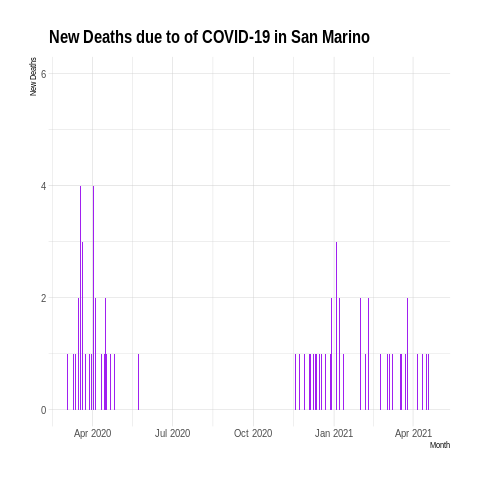 New Deaths due to of COVID-19 in San Marino
New Deaths
6
4
2
0
Apr 2020 Jul 2020 Oct 2020 Jan 2021 Apr 2021
Month